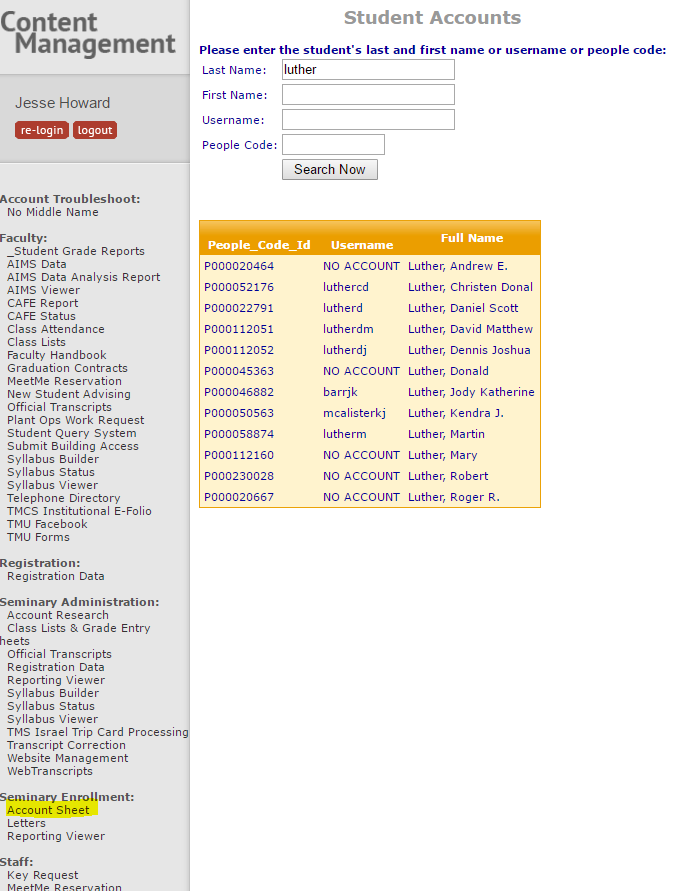 Content
Management
Jesse Howard
re-login logout
Account Troubleshoot:
No Middle Name
Faculty:
_Student Grade Reports
AIMS Data
AIMS Data Analysis Report
AIMS Viewer
CAFE Report
CAFE Status
Class Attendance
Class Lists
Faculty Handbook
Graduation Contracts
MeetMe Reservation
New Student Advising
Official Transcripts
Plant Ops Work Request
Student Query System
Submit Building Access
Syllabus Builder
Syllabus Status
Syllabus Viewer
Telephone Directory
TMCS Institutional E-Folio
TMU Facebook
TMU Forms
Registration:
Registration Data
Seminary Administration:
Account Research
Class Lists & Grade Entry
heets
Official Transcripts
Registration Data
Reporting Viewer
Syllabus Builder
Syllabus Status
Syllabus Viewer
TMS Israel Trip Card Processing
Transcript Correction
Website Management
WebTranscripts
Seminary Enrollment:
Account Sheet
Letters
Reporting Viewer
Staff:
Key Request
MeetMe Reservation
Student Accounts
Please enter the student's last and first name or username or people code:
Last Name: luther
First Name:
Username:
People Code:
Search Now
People_Code_Id Username Full Name
P000020464 NO ACCOUNT Luther, Andrew E.
P000052176 luthercd Luther, Christen Donal
P000022791 lutherd Luther, Daniel Scott
P000112051 lutherdm Luther, David Matthew
P000112052 lutherdj Luther, Dennis Joshua
P000045363 NO ACCOUNT Luther, Donald
P000046882 barrjk Luther, Jody Katherine
P000050563 mcalisterkj Luther, Kendra J.
P000058874 lutherm Luther, Martin
P000112160 NO ACCOUNT Luther, Mary
P000230028 NO ACCOUNT Luther, Robert
P000020667 NO ACCOUNT Luther, Roger R.